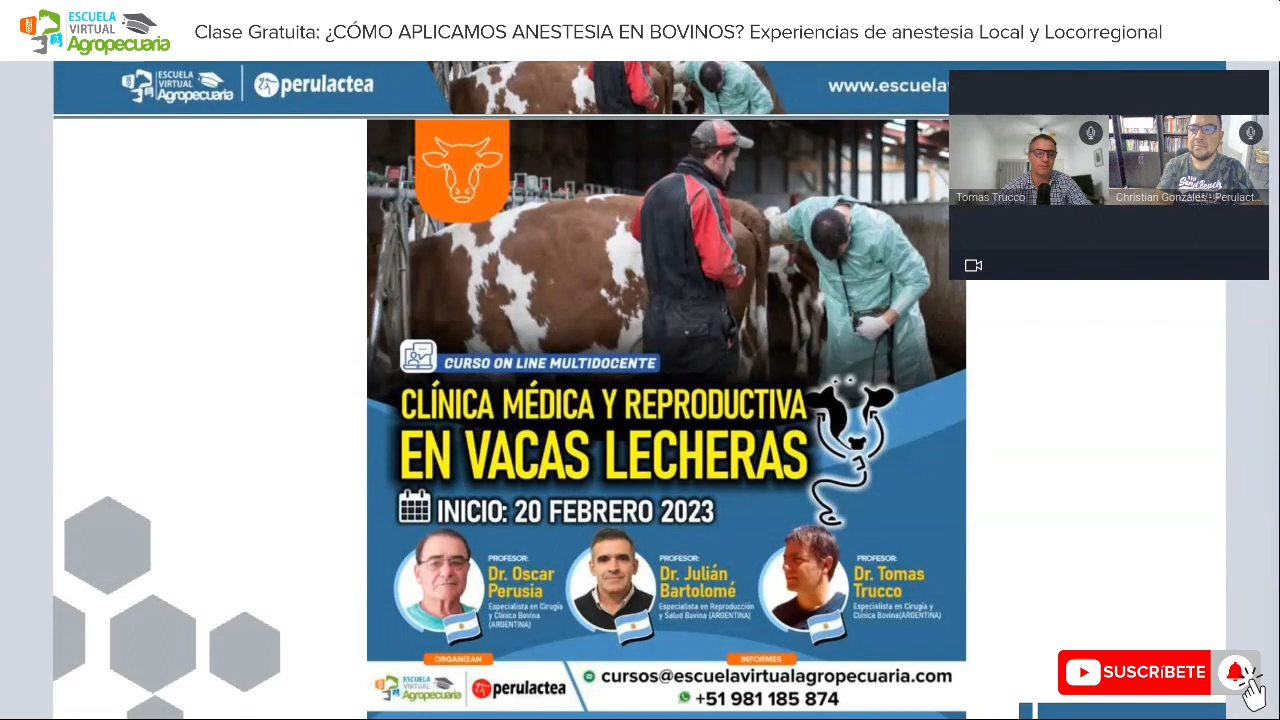 ESCUELA
VIRTUAL
Agropecuaria
Clase Gratuita: ¿CÓMO APLICAMOS ANESTESIA EN BOVINOS? Experiencias de anestesia Local y Locorregional
ESCUELA
VIRTUAL
Agropecuaria
perulactea
www.escuelav
Tomas Trucco
Christian Gonzáles - Perulact...
CURSO ON LINE MULTIDOCENTE
CLÍNICA MÉDICA Y REPRODUCTIVA
EN VACAS LECHERAS
INICIO: 20 FEBRERO 2023
PROFESOR:
Dr. Oscar
Perusia
Especialista en Cirugía
y Clínica Bovina
(ARGENTINA)
PROFESOR:
Dr. Julián
Bartolomé
Especialista en Reproducción
y Salud Bovina (ARGENTINA)
PROFESOR:
Dr. Tomas
Trucco
Especialista en Cirugía y
Clínica Bovina(ARGENTINA)
ORGANIZAN
ESCUELA
VIRTUAL
Agropecuaria
perulactea
INFORMES
cursos@escuelavirtualagropecuaria.com
+51 981 185 874
SUSCRíBETE